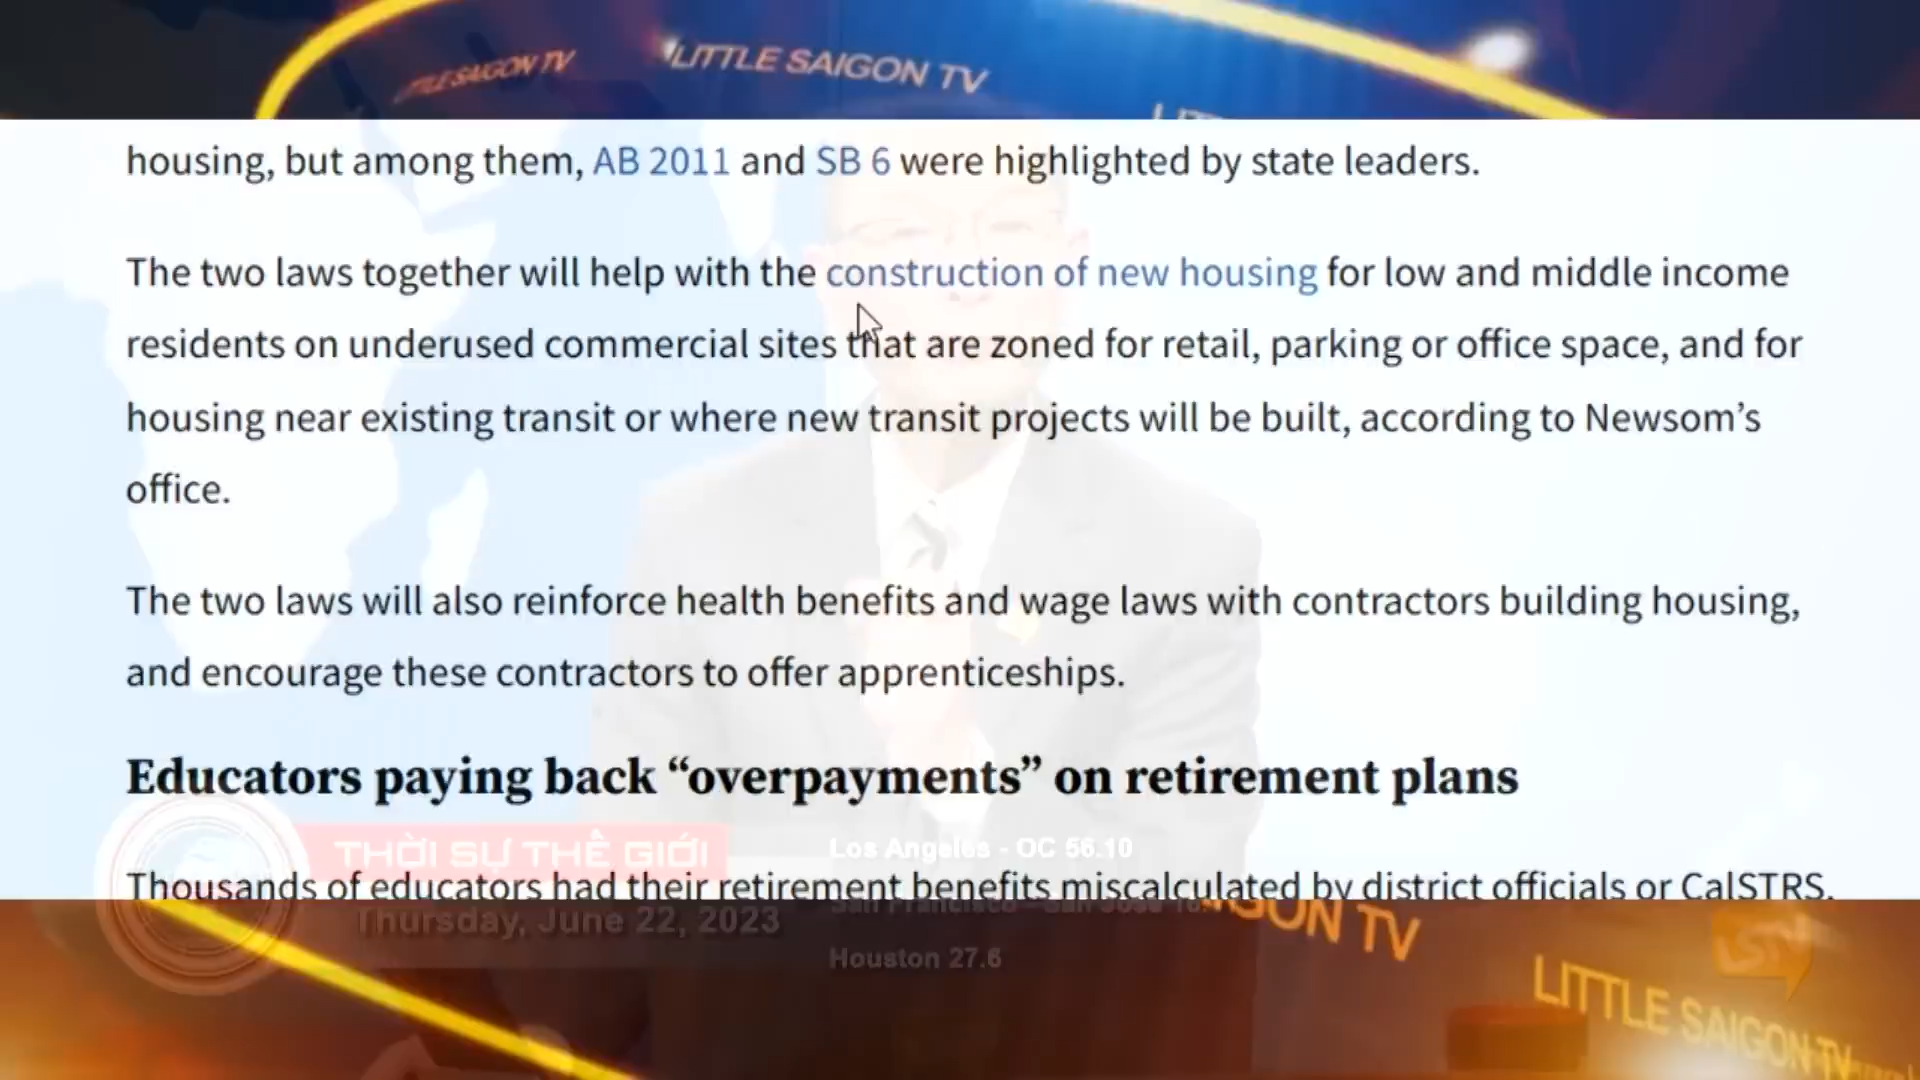 LITTLE SAIGON TV
LITTLE SAIGON TV
housing, but among them, AB 2011 and SB 6 were highlighted by state leaders.
The two laws together will help with the construction of new housing for low and middle income
residents on underused commercial sites that are zoned for retail, parking or office space, and for
housing near existing transit or where new transit projects will be built, according to Newsom’s
office.
The two laws will also reinforce health benefits and wage laws with contractors building housing,
and encourage these contractors to offer apprenticeships.
Educators paying back “overpayments” on retirement plans
THỜI SỰ THẾ GIỚI
Los Angeles - OC 56.10
Thousands of educators had their retirement benefits miscalculated by district officials or CalSTRS,
Thursday, June 22, 2023
SAIGON TV
Houston 27.6
LITTLE SAIGON TV